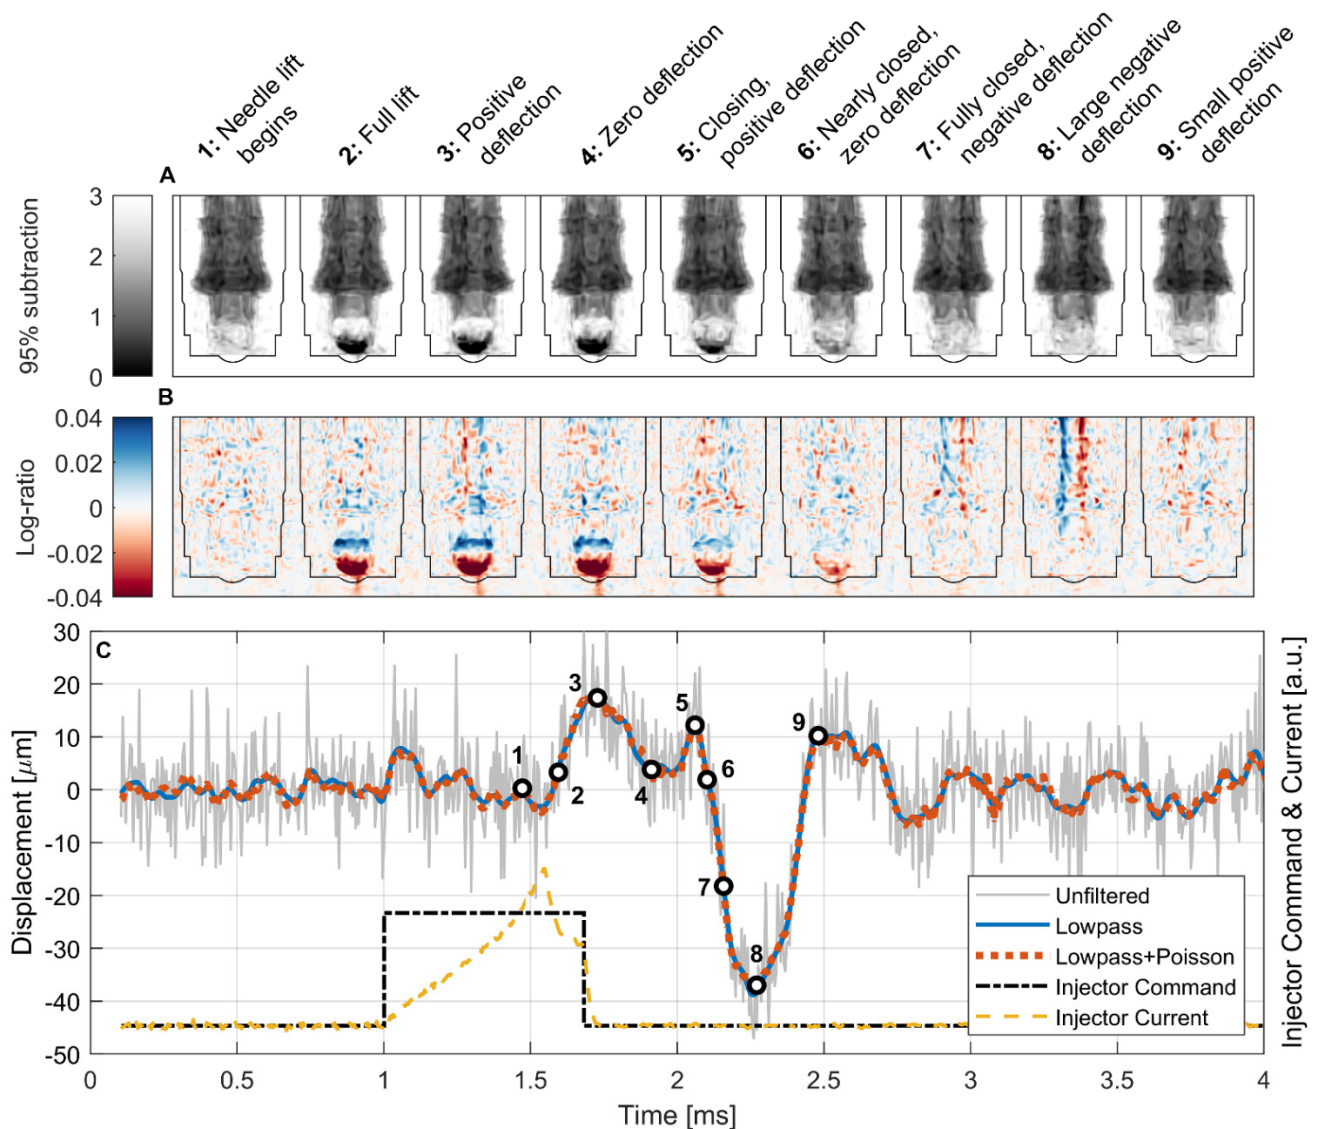 1: Needle lift
begins
2: Full lift
3: Positive
deflection
4: Zero deflection
5: Closing,
positive deflection
6: Nearly closed,
zero deflection
7: Fully closed,
negative deflection
8: Large negative
deflection
9: Small positive
deflection
A
95% subtraction
3
2
1
0
B
Log-ratio
0.04
0.02
0
-0.02
-0.04
C
Displacement [μm]
30
20
10
0
-10
-20
-30
-40
-50
1
2
3
4
5
6
7
8
9
Unfiltered
Lowpass
Lowpass+Poisson
Injector Command
Injector Current
Injector Command & Current [a.u.]
0 0.5 1 1.5 2 2.5 3 3.5 4
Time [ms]